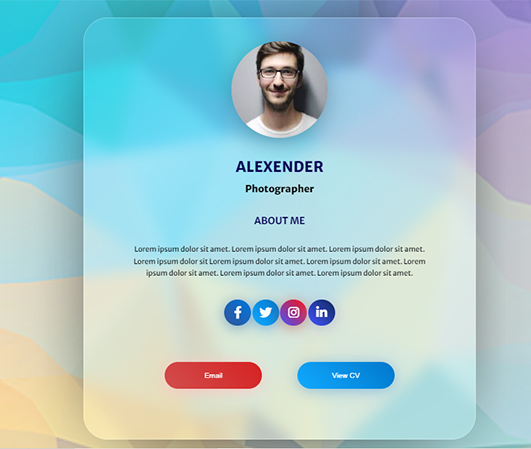 ALEXENDER
Photographer
ABOUT ME
Lorem ipsum dolor sit amet. Lorem ipsum dolor sit amet. Lorem ipsum dolor sit amet.
Lorem ipsum dolor sit amet. Lorem ipsum dolor sit amet. Lorem ipsum dolor sit amet. Lorem
ipsum dolor sit amet. Lorem ipsum dolor sit amet. Lorem ipsum dolor sit amet.
Email
View CV